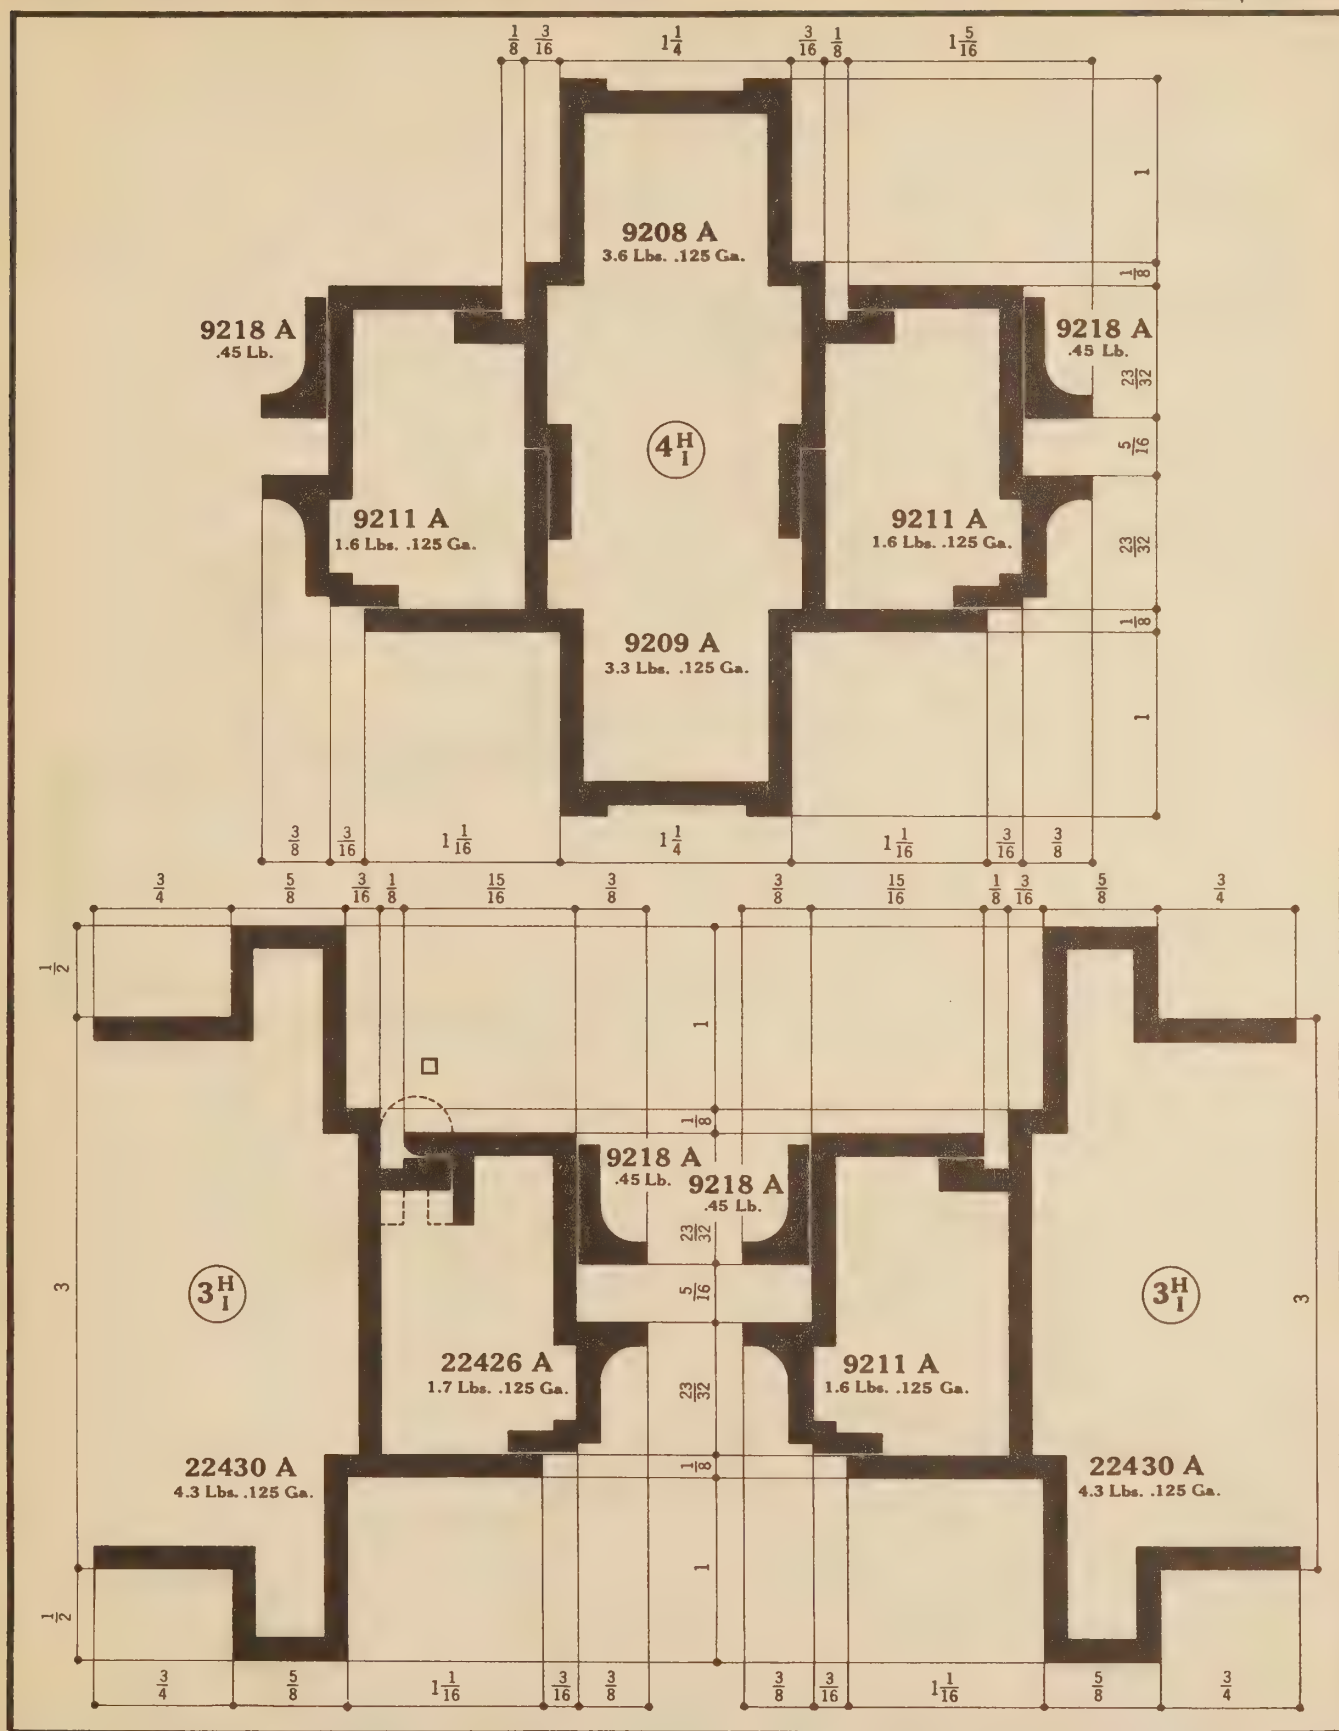 1/8 3/16 1 1/4 3/16 1/8 1 5/16
1
9208 A
3.6 Lbs. .125 Ga.
1/8
9218 A
.45 Lb.
9218 A
.45 Lb.
23/32
4 H I
5/16
9211 A
1.6 Lbs. .125 Ga.
9211 A
1.6 Lbs. .125 Ga.
23/32
1/8
9209 A
3.3 Lbs. .125 Ga.
1
3/8 3/16 1 1/16 1 1/4 1 1/16 3/16 3/8
3/4 5/8 3/16 1/8 15/16 3/8 3/8 15/16 1/8 3/16 5/8 3/4
1/2
1
1/8
9218 A
.45 Lb.
9218 A
.45 Lb.
23/32
3
3 H I
5/16
3 H I
3
22426 A
1.7 Lbs. .125 Ga.
23/32
9211 A
1.6 Lbs. .125 Ga.
22430 A
4.3 Lbs. .125 Ga.
1/8
22430 A
4.3 Lbs. .125 Ga.
1
1/2
3/4 5/8 1 1/16 3/16 3/8 3/8 3/16 1 1/16 5/8 3/4